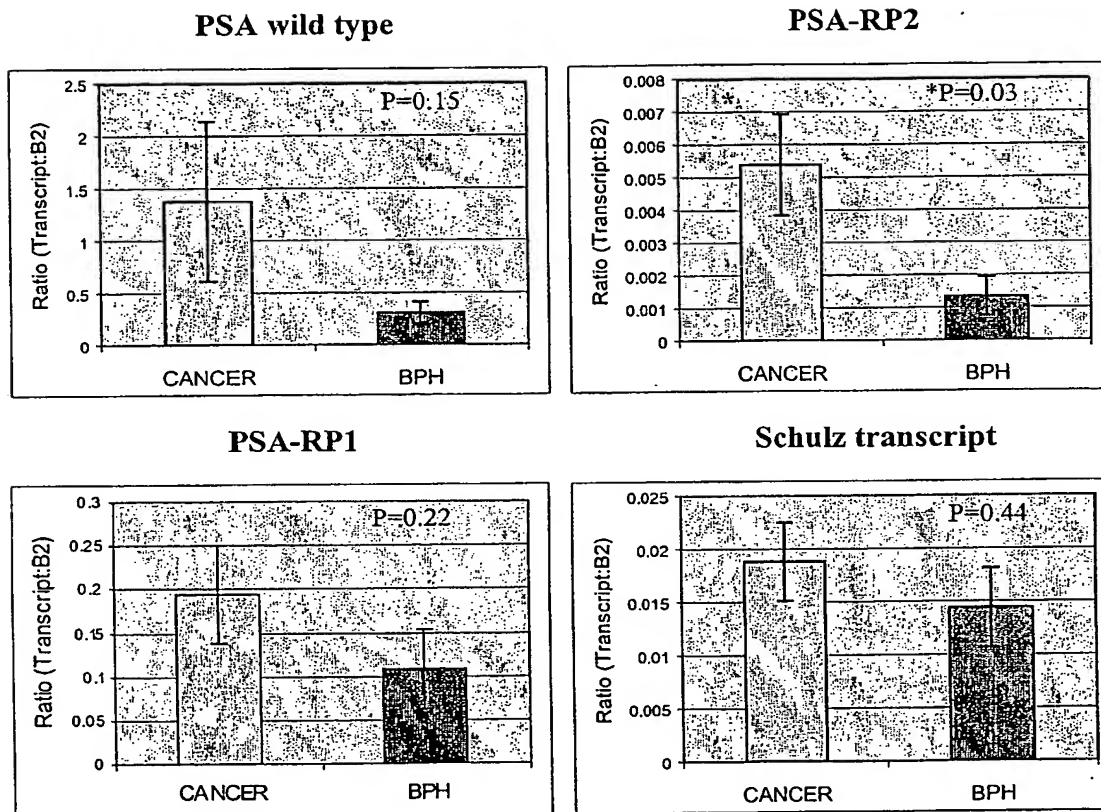 PSA wild type
Ratio (Transcript:B2)
2.5
2
1.5
1
0.5
0
P=0.15
CANCER BPH
PSA-RP2
Ratio (Transcript:B2)
0.008
0.007
0.006
0.005
0.004
0.003
0.002
0.001
0
*
*P=0.03
CANCER BPH
PSA-RP1
Ratio (Transcript:B2)
0.3
0.25
0.2
0.15
0.1
0.05
0
P=0.22
CANCER BPH
Schulz transcript
Ratio (Transcript:B2)
0.025
0.02
0.015
0.01
0.005
0
P=0.44
CANCER BPH